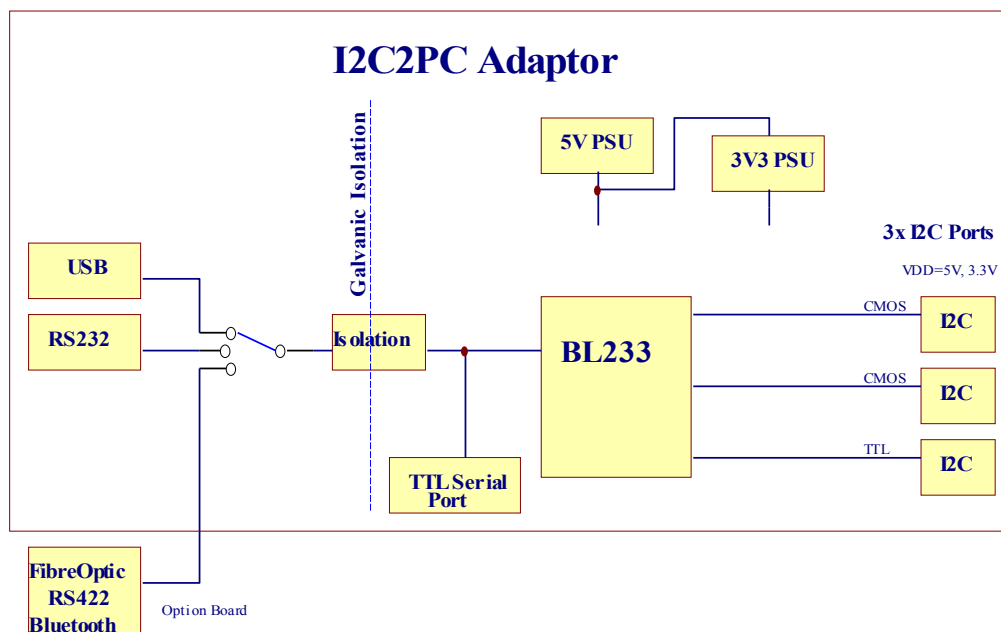 I2C2PC Adaptor
Galvanic Isolation
5V PSU
3V3 PSU
3x I2C Ports
VDD=5V, 3.3V
USB
RS232
Isolation
BL233
CMOS
I2C
CMOS
I2C
TTL
I2C
TTL Serial
Port
FibreOptic
RS422
Bluetooth
Option Board